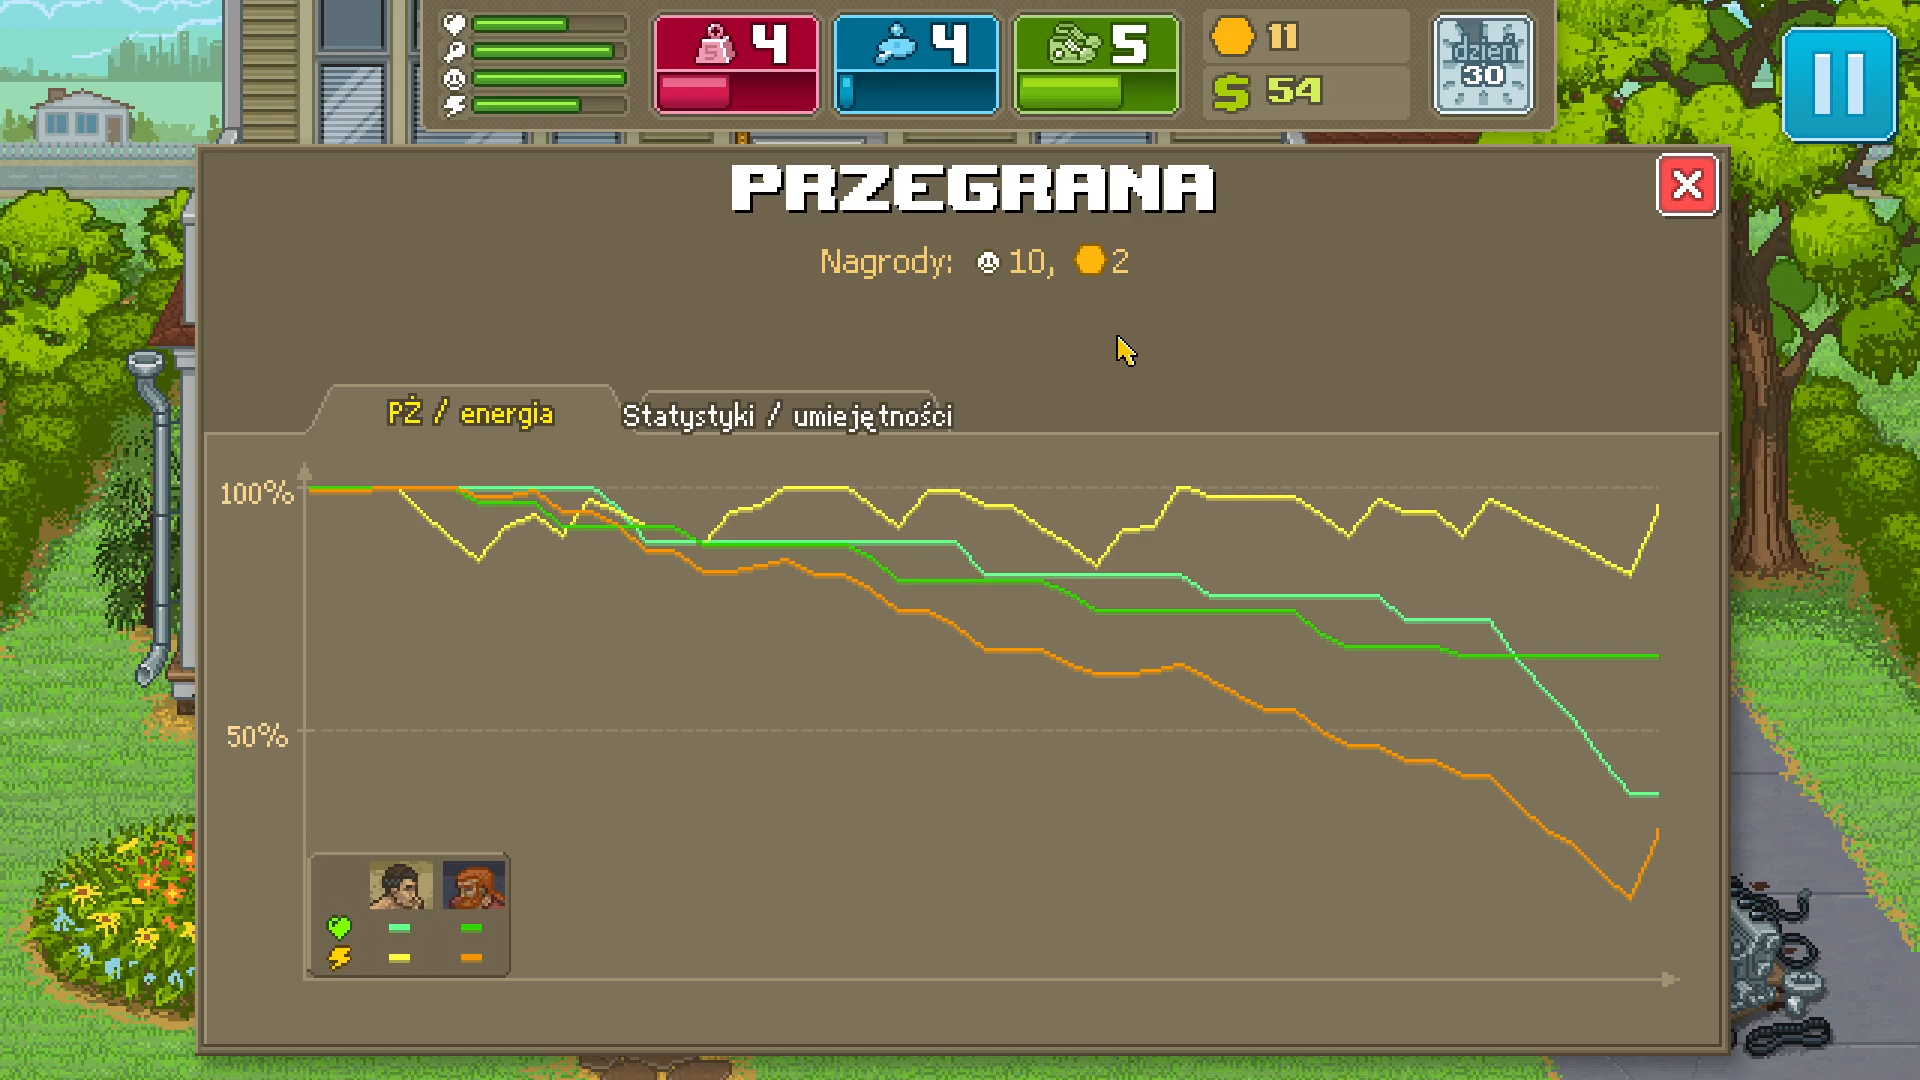 4 4 5 11
54
dzień
30
PRZEGRANA
Nagrody: 10, 2
PŻ / energia Statystyki / umiejętności
100%
50%